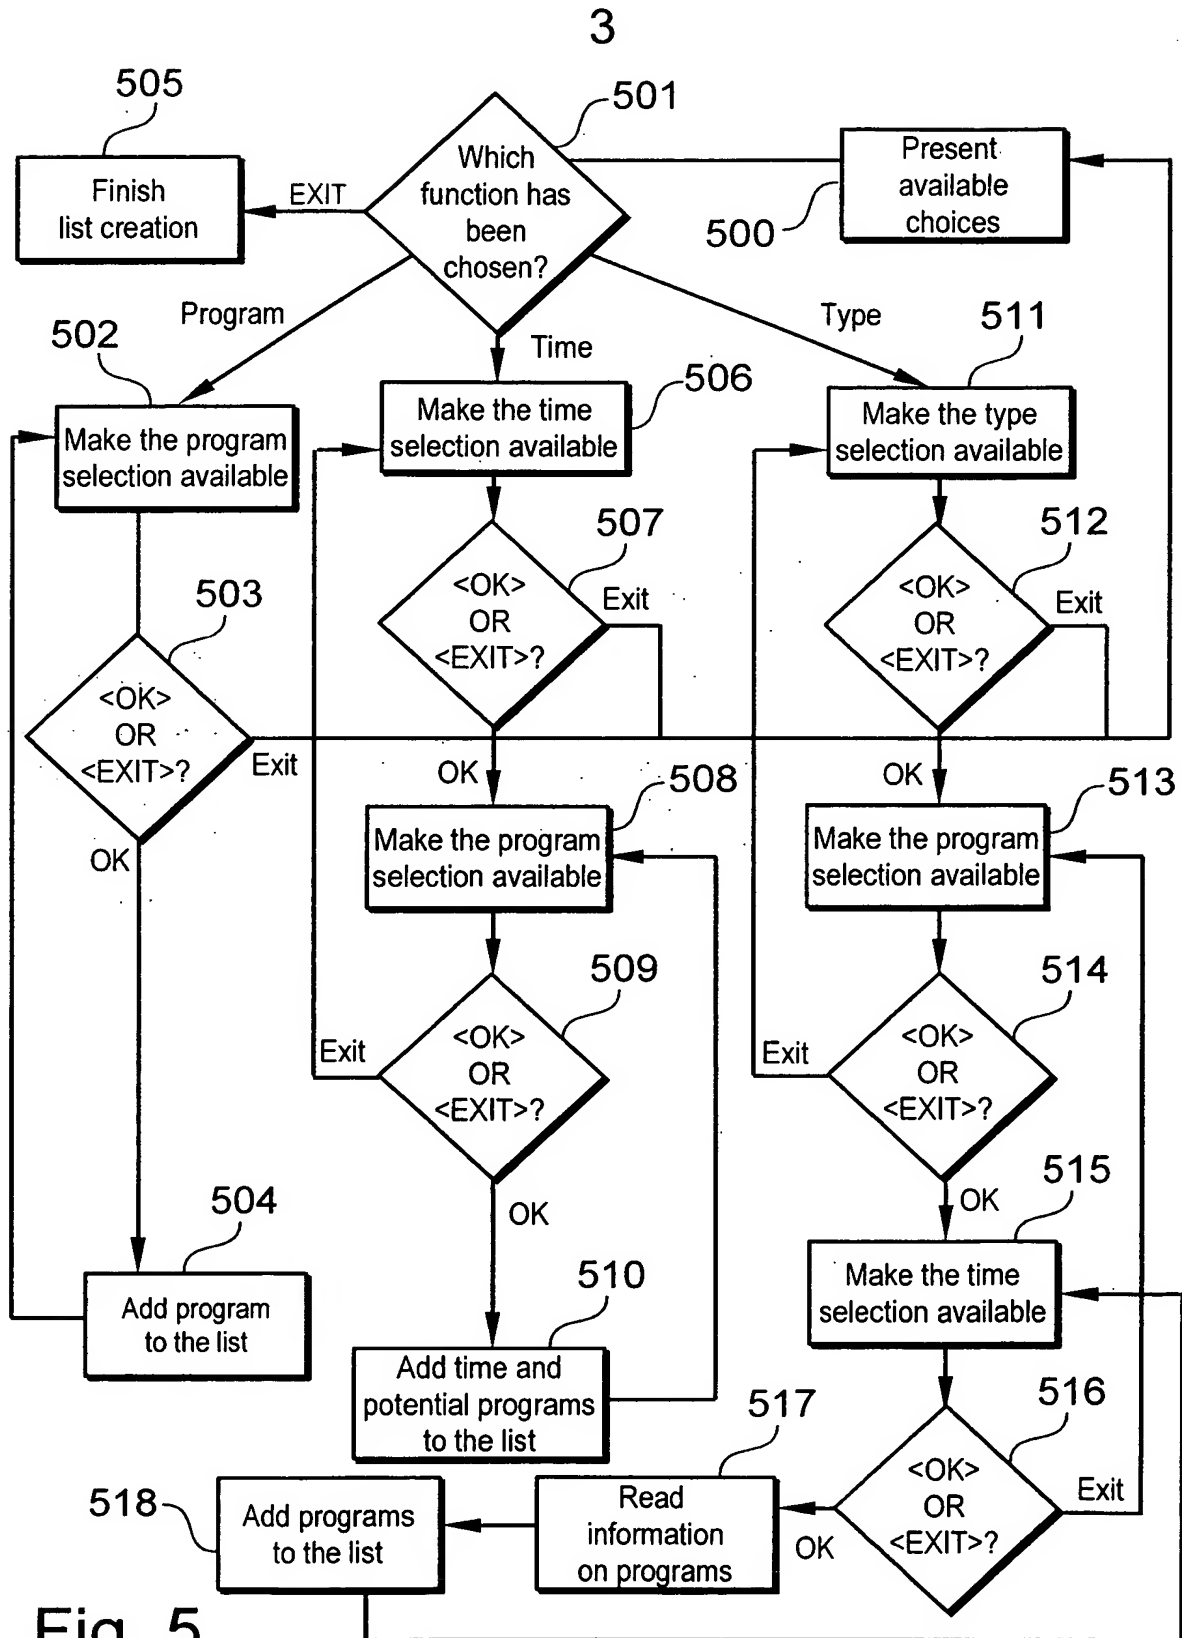 3
505
501
Finish
list creation
EXIT
Which
function has
been
chosen?
Present
available
choices
500
Program
Time
Type
502
506
511
Make the program
selection available
Make the time
selection available
Make the type
selection available
503
507
512
<OK>
OR
<EXIT>?
Exit
<OK>
OR
<EXIT>?
Exit
<OK>
OR
<EXIT>?
Exit
OK
OK
OK
508
513
Make the program
selection available
Make the program
selection available
509
514
<OK>
OR
<EXIT>?
Exit
<OK>
OR
<EXIT>?
Exit
OK
OK
504
510
515
Add program
to the list
Add time and
potential programs
to the list
Make the time
selection available
516
517
518
Add programs
to the list
Read
information
on programs
OK
<OK>
OR
<EXIT>?
Exit
Fig. 5